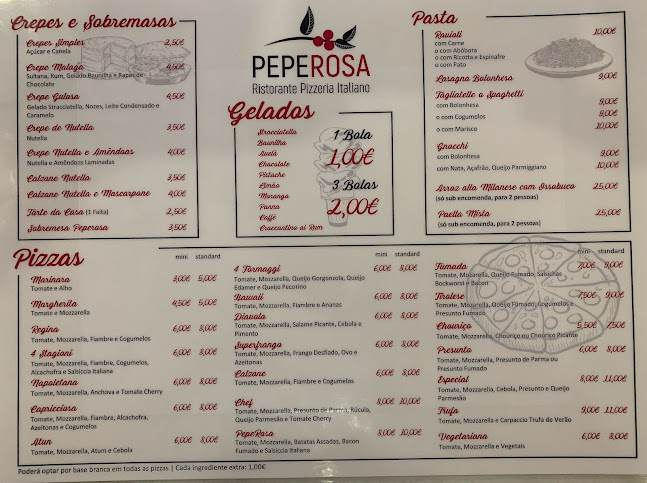 Crepes e Sobremesas
Crepes Simples 2,50€
Açúcar e Canela
Crepe Malaga 6,50€
Sultana, Rum, Gelado Baunilha e Raspas de
Chocolate
Crepe Guloso 4,50€
Gelado Stracciatella, Nozes, Leite Condensado e
Caramelo
Crepe de Nutella 3,50€
Nutella
Crepe Nutella e Amêndoas 4,00€
Nutella e Amêndoas Laminadas
Calzone Nutella 3,50€
Calzone Nutella e Mascarpone 4,00€
Tarte da Casa (1 Fatia) 2,50€
Sobremesa Peperosa 3,50€
PEPEROSA
Ristorante Pizzeria Italiano
Gelados
Stracciatella
Baunilha
Avelã
Chocolate
Pistache
Limão
Morango
Panna
Caffé
Croccantino al Rum
1 Bola
1,00€
3 Bolas
2,00€
Pasta
Ravioli 10,00€
com Carne
o com Abóbora
o com Ricotta e Espinafre
o com Pato
Lasagna Bolonhesa 9,00€
Tagliatelle o Spaghetti
com Bolonhesa 9,00€
o com Cogumelos 9,00€
o com Marisco 10,00€
Gnocchi
com Bolonhesa 9,00€
com Nata, Açafrão, Queijo Parmiggiano 10,00€
Arroz alla Milanese com Ossobuco 25,00€
(só sub encomenda, para 2 pessoas)
Paella Mista 25,00€
(só sub encomenda, para 2 pessoas)
Pizzas
mini standard
Marinara 3,00€ 5,00€
Tomate e Alho
Margherita 4,50€ 5,50€
Tomate e Mozzarella
Regina 6,00€ 8,00€
Tomate, Mozzarella, Fiambre e Cogumelos
4 Stagioni 6,00€ 8,00€
Tomate, Mozzarella, Fiambre, Cogumelos,
Alcachofra e Salsiccia Italiana
Napoletana 6,00€ 8,00€
Tomate, Mozzarella, Anchova e Tomate Cherry
Capricciosa 6,00€ 8,00€
Tomate, Mozzarella, Fiambre, Alcachofra,
Azeitonas e Cogumelos
Atun 6,00€ 8,00€
Tomate, Mozzarella, Atum e Cebola
mini standard
4 Formaggi 6,00€ 8,00€
Tomate, Mozzarella, Queijo Gorgonzola, Queijo
Edamer e Queijo Pecorino
Hawaii 6,00€ 8,00€
Tomate, Mozzarella, Fiambre e Ananas
Diavola 6,00€ 8,00€
Tomate, Mozzarella, Salame Picante, Cebola e
Pimento
Superfrango 6,00€ 8,00€
Tomate, Mozzarella, Frango Desfiado, Ovo e
Azeitonas
Calzone 6,00€ 8,00€
Tomate, Mozzarella, Fiambre e Cogumelos
Chef 8,00€ 10,00€
Tomate, Mozzarella, Presunto de Parma, Rúcula,
Queijo Parmesão e Tomate Cherry
PepeRosa 8,00€ 10,00€
Tomate, Mozzarella, Batatas Assados, Bacon
Fumado e Salsiccio Italiana
mini standard
Fumada 7,00€ 9,00€
Tomate, Mozzarella, Queijo Fumado, Salsichas
Bockworst e Bacon
Tiralese 7,50€ 9,00€
Tomate, Mozzarella, Queijo Fumado, Cogumelos e
Presunto Fumado
Chouriço 5,50€ 7,50€
Tomate, Mozzarella, Chouriço ou Chouriço Picante
Presunto 6,00€ 8,00€
Tomate, Mozzarella, Presunto de Parma ou
Presunto Fumado
Especial 8,00€ 11,00€
Tomate, Mozzarella, Cebola, Presunto e Queijo
Parmesão
Trufa 9,00€ 11,00€
Tomate, Mozzarella e Carpaccio Trufa de Verão
Vegetariana 6,00€ 8,00€
Tomate, Mozzarella e Vegetais
Poderá optar por base branca em todas as pizzas | Cada ingrediente extra: 1,00€